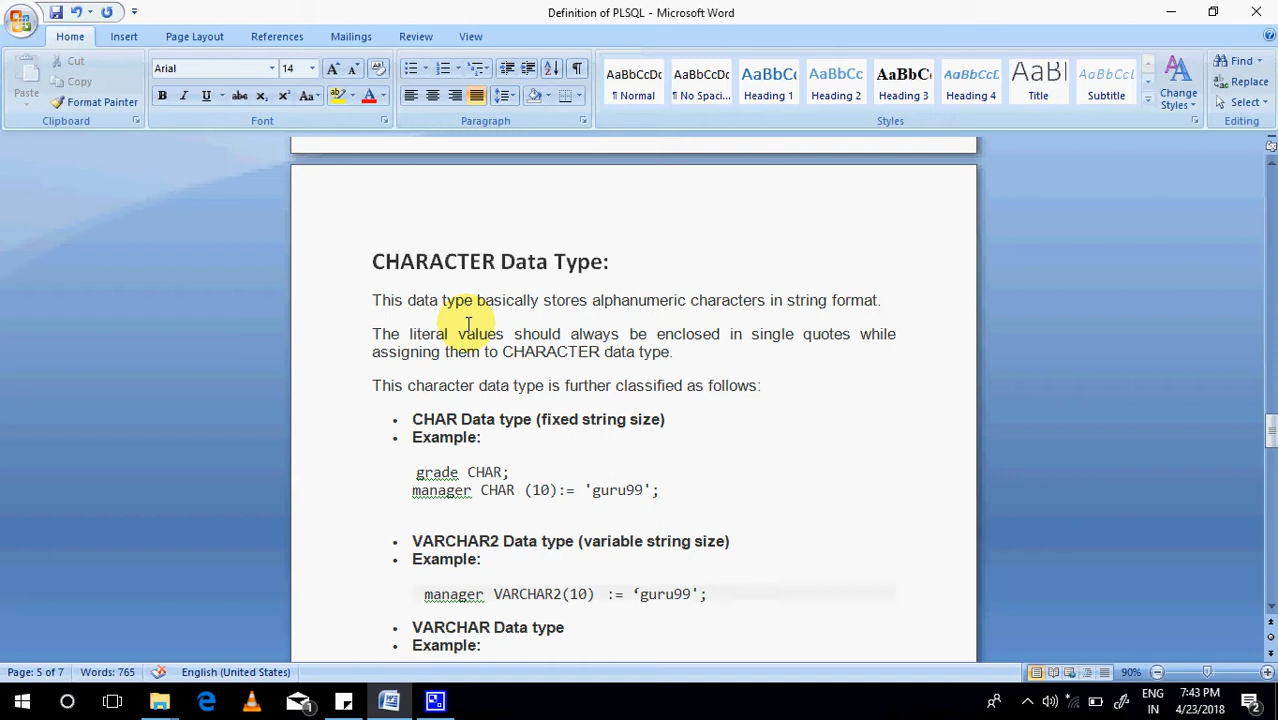 Definition of PLSQL - Microsoft Word
Home Insert Page Layout References Mailings Review View
Paste
Cut
Copy
Format Painter
Clipboard
Arial 14
Font
Paragraph
AaBbCcDc AaBbCcDc AaBbC AaBbCc AaBbCc AaBbCcL AaB AaBbCcL
¶ Normal ¶ No Spaci... Heading 1 Heading 2 Heading 3 Heading 4 Title Subtitle
Change Styles
Styles
Find
Replace
Select
Editing
CHARACTER Data Type:
This data type basically stores alphanumeric characters in string format.
The literal values should always be enclosed in single quotes while
assigning them to CHARACTER data type.
This character data type is further classified as follows:
• CHAR Data type (fixed string size)
• Example:
grade CHAR;
manager CHAR (10):= 'guru99';
• VARCHAR2 Data type (variable string size)
• Example:
manager VARCHAR2(10) := ‘guru99';
• VARCHAR Data type
• Example:
Page: 5 of 7 Words: 765 English (United States) 90%
ENG
IN
7:43 PM
4/23/2018